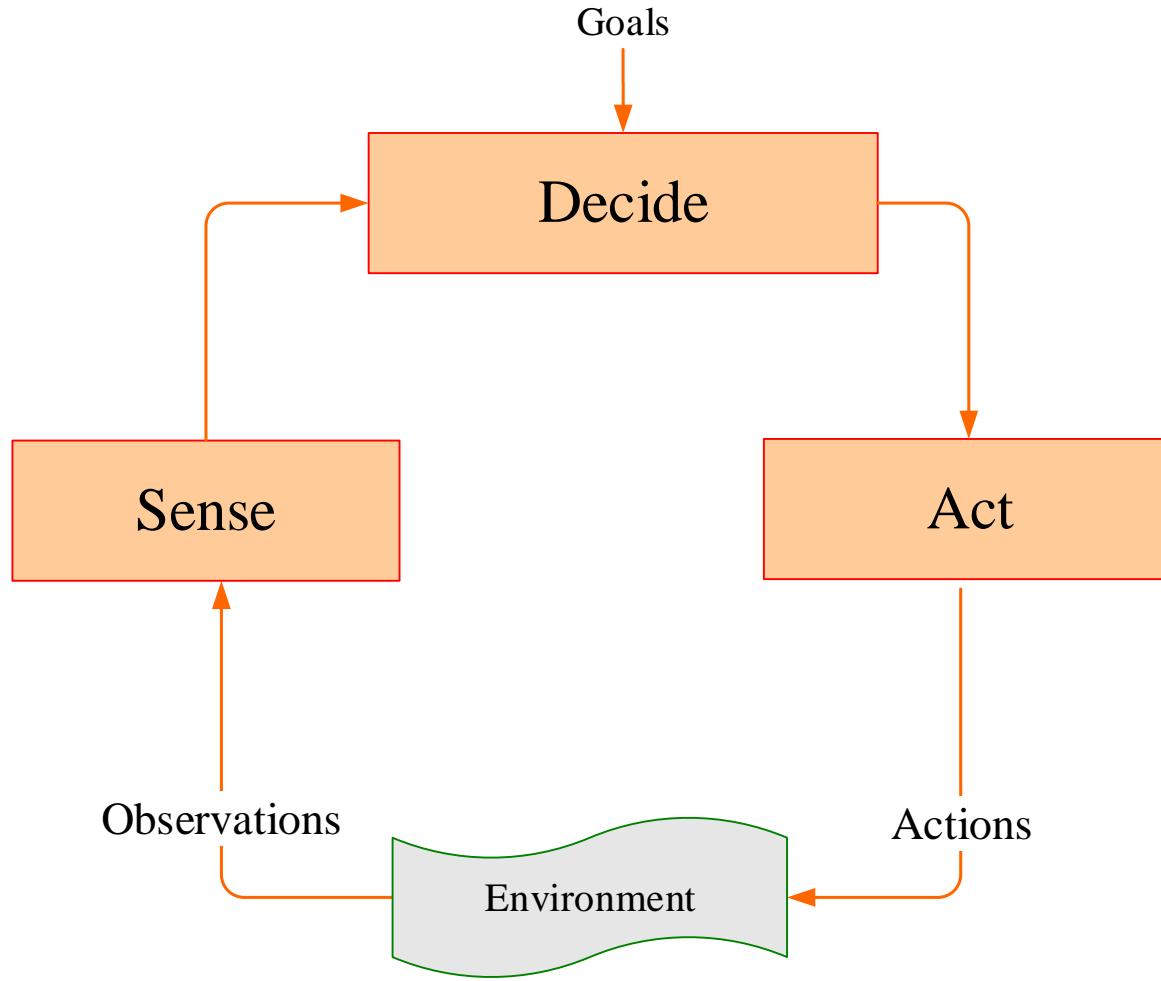 Goals
Decide
Sense
Act
Observations
Actions
Environment